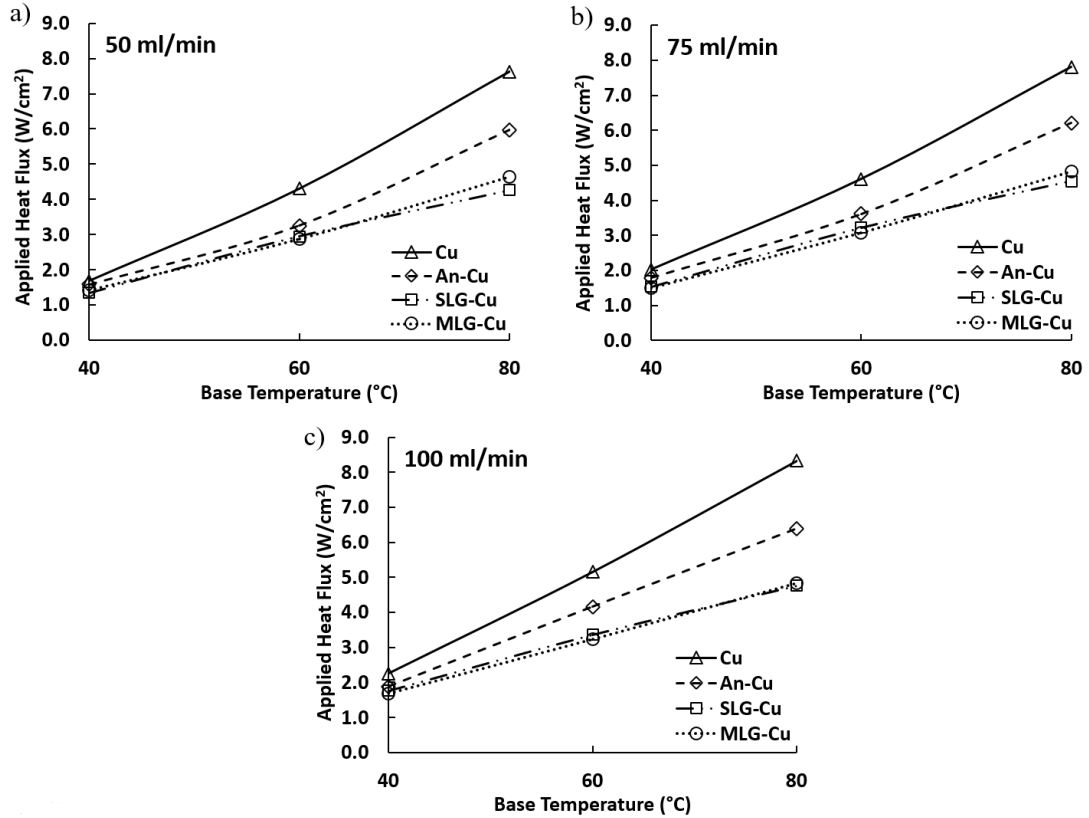 a)
50 ml/min
Applied Heat Flux (W/cm²)
9.0
8.0
7.0
6.0
5.0
4.0
3.0
2.0
1.0
0.0
40 60 80
Base Temperature (°C)
Cu
An-Cu
SLG-Cu
MLG-Cu
b)
75 ml/min
Applied Heat Flux (W/cm²)
9.0
8.0
7.0
6.0
5.0
4.0
3.0
2.0
1.0
0.0
40 60 80
Base Temperature (°C)
Cu
An-Cu
SLG-Cu
MLG-Cu
c)
100 ml/min
Applied Heat Flux (W/cm²)
9.0
8.0
7.0
6.0
5.0
4.0
3.0
2.0
1.0
0.0
40 60 80
Base Temperature (°C)
Cu
An-Cu
SLG-Cu
MLG-Cu